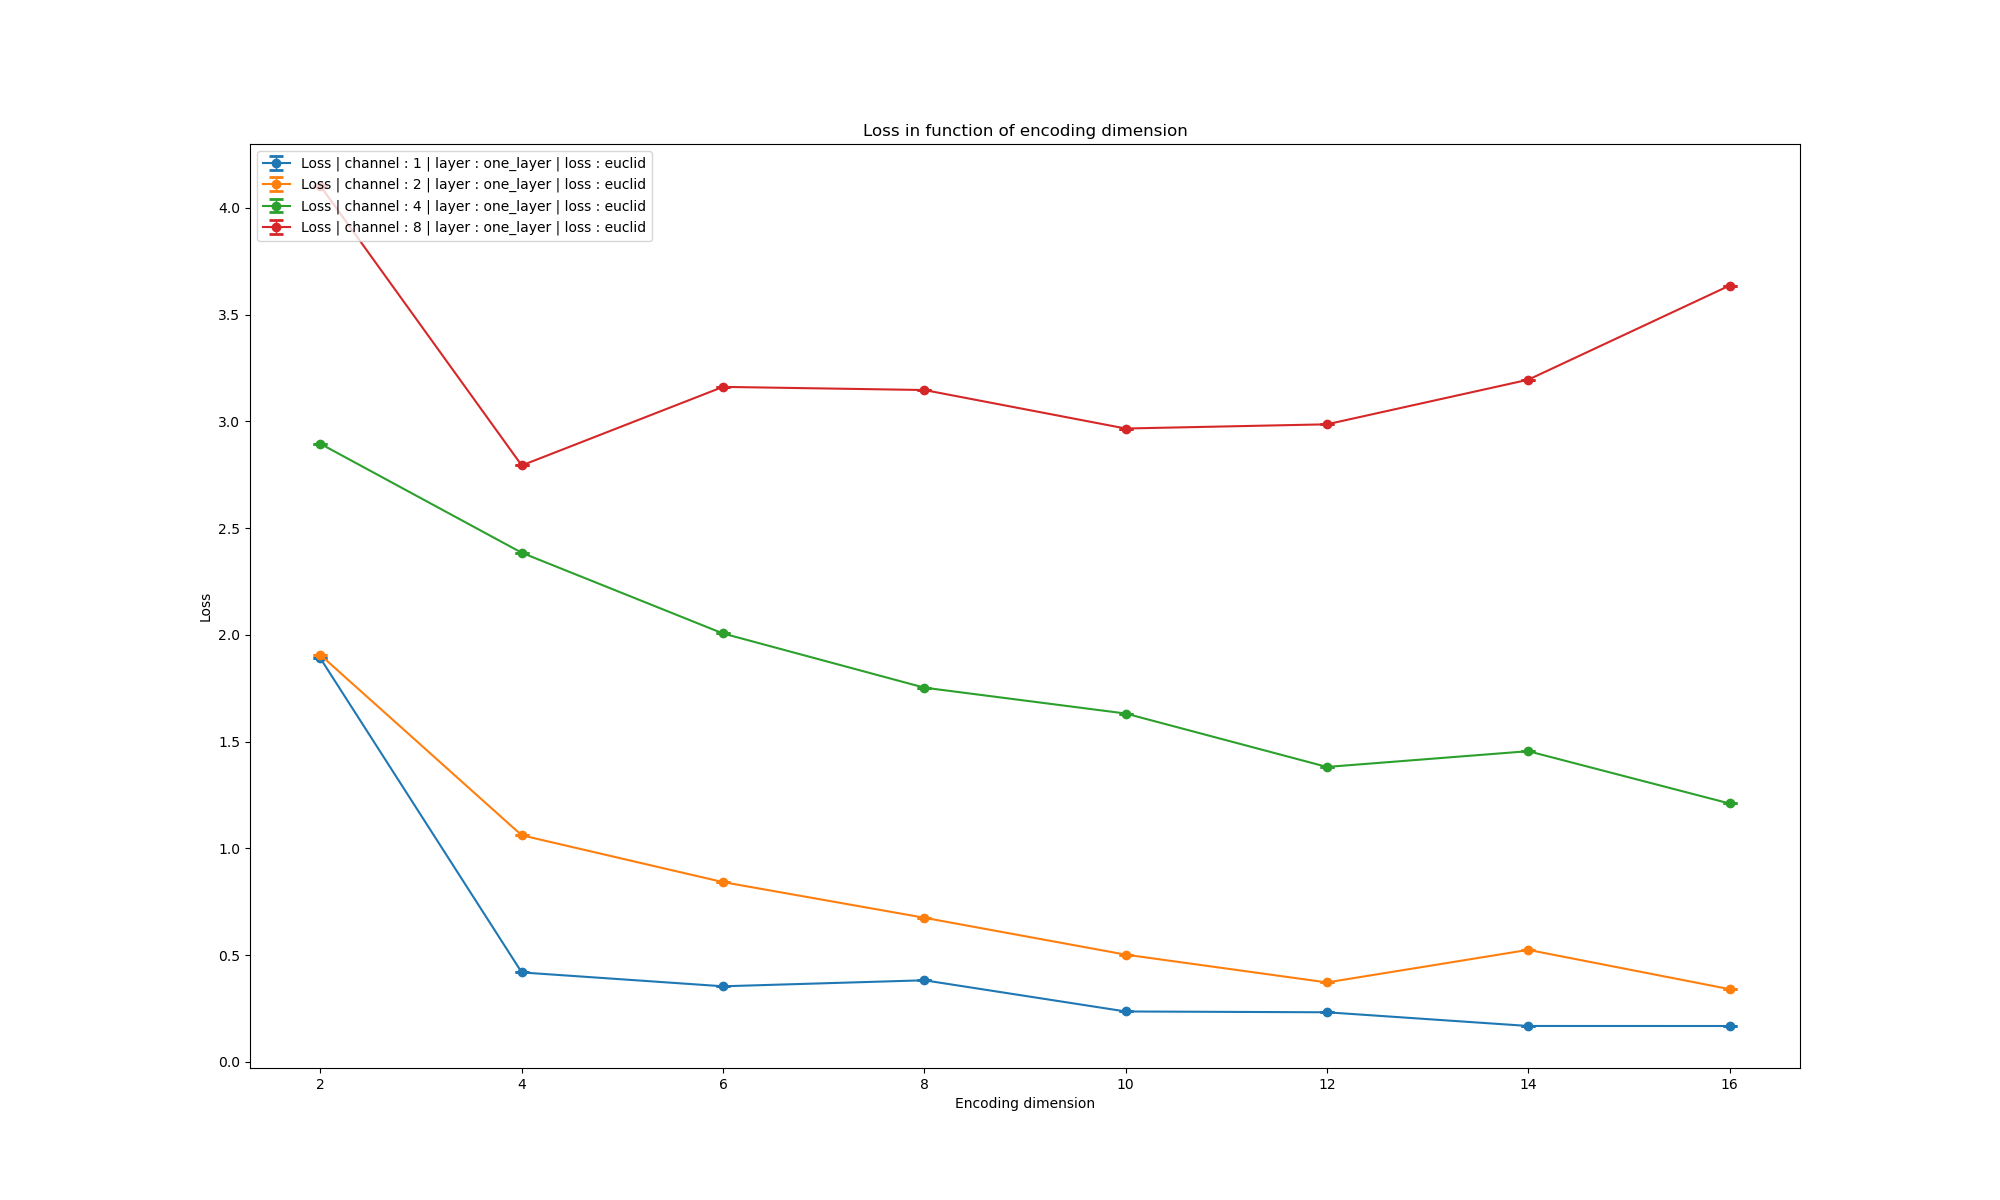 Loss in function of encoding dimension
Loss | channel : 1 | layer : one_layer | loss : euclid
Loss | channel : 2 | layer : one_layer | loss : euclid
Loss | channel : 4 | layer : one_layer | loss : euclid
Loss | channel : 8 | layer : one_layer | loss : euclid
4.0
3.5
3.0
2.5
2.0
1.5
1.0
0.5
0.0
Loss
2 4 6 8 10 12 14 16
Encoding dimension